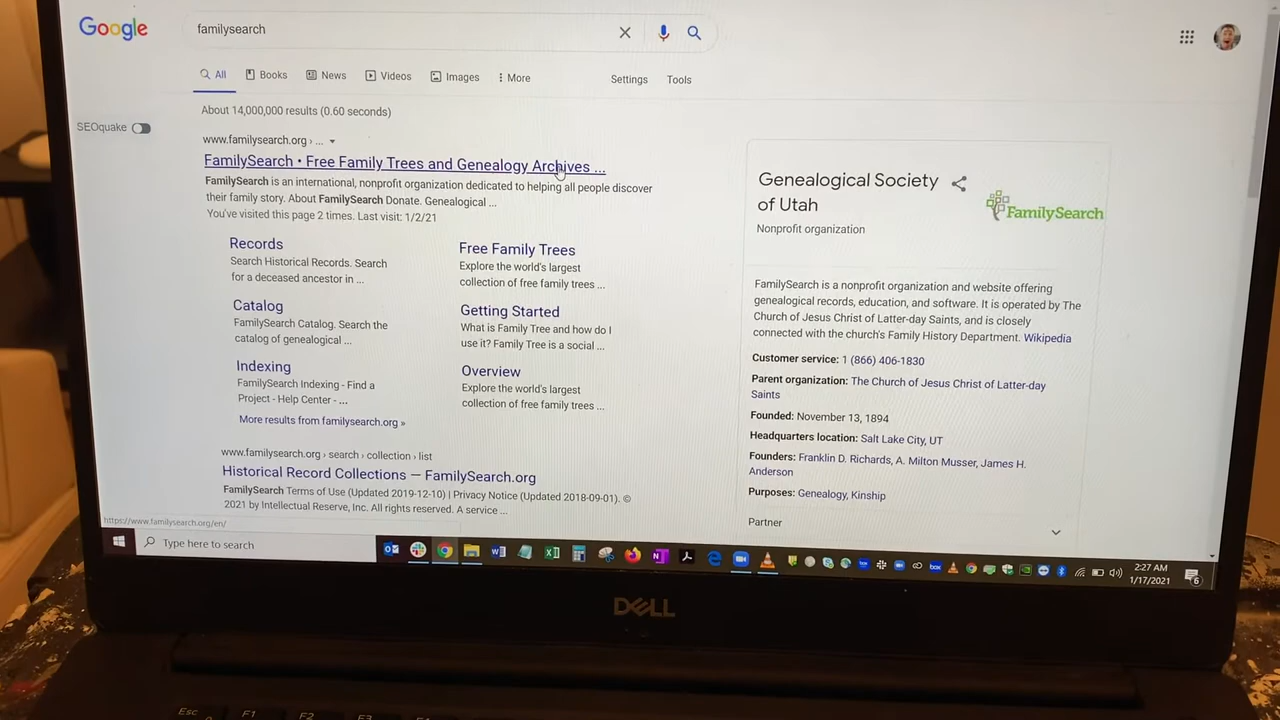 Google
familysearch
All
Books
News
Videos
Images
More
Settings
Tools
About 14,000,000 results (0.60 seconds)
SEOquake
www.familysearch.org › ...
FamilySearch • Free Family Trees and Genealogy Archives ...
FamilySearch is an international, nonprofit organization dedicated to helping all people discover
their family story. About FamilySearch Donate. Genealogical ...
You've visited this page 2 times. Last visit: 1/2/21
Records
Search Historical Records. Search
for a deceased ancestor in ...
Free Family Trees
Explore the world's largest
collection of free family trees ...
Catalog
FamilySearch Catalog. Search the
catalog of genealogical ...
Getting Started
What is Family Tree and how do I
use it? Family Tree is a social ...
Indexing
FamilySearch Indexing - Find a
Project - Help Center - ...
Overview
Explore the world's largest
collection of free family trees ...
More results from familysearch.org »
www.familysearch.org › search › collection › list
Historical Record Collections — FamilySearch.org
FamilySearch Terms of Use (Updated 2019-12-10) | Privacy Notice (Updated 2018-09-01). ©
2021 by Intellectual Reserve, Inc. All rights reserved. A service ...
https://www.familysearch.org/en/
Genealogical Society
of Utah
Nonprofit organization
FamilySearch
FamilySearch is a nonprofit organization and website offering
genealogical records, education, and software. It is operated by The
Church of Jesus Christ of Latter-day Saints, and is closely
connected with the church's Family History Department. Wikipedia
Customer service: 1 (866) 406-1830
Parent organization: The Church of Jesus Christ of Latter-day
Saints
Founded: November 13, 1894
Headquarters location: Salt Lake City, UT
Founders: Franklin D. Richards, A. Milton Musser, James H.
Anderson
Purposes: Genealogy, Kinship
Partner
Type here to search
2:27 AM
1/17/2021
6
DELL
Esc
F1
F2
F3